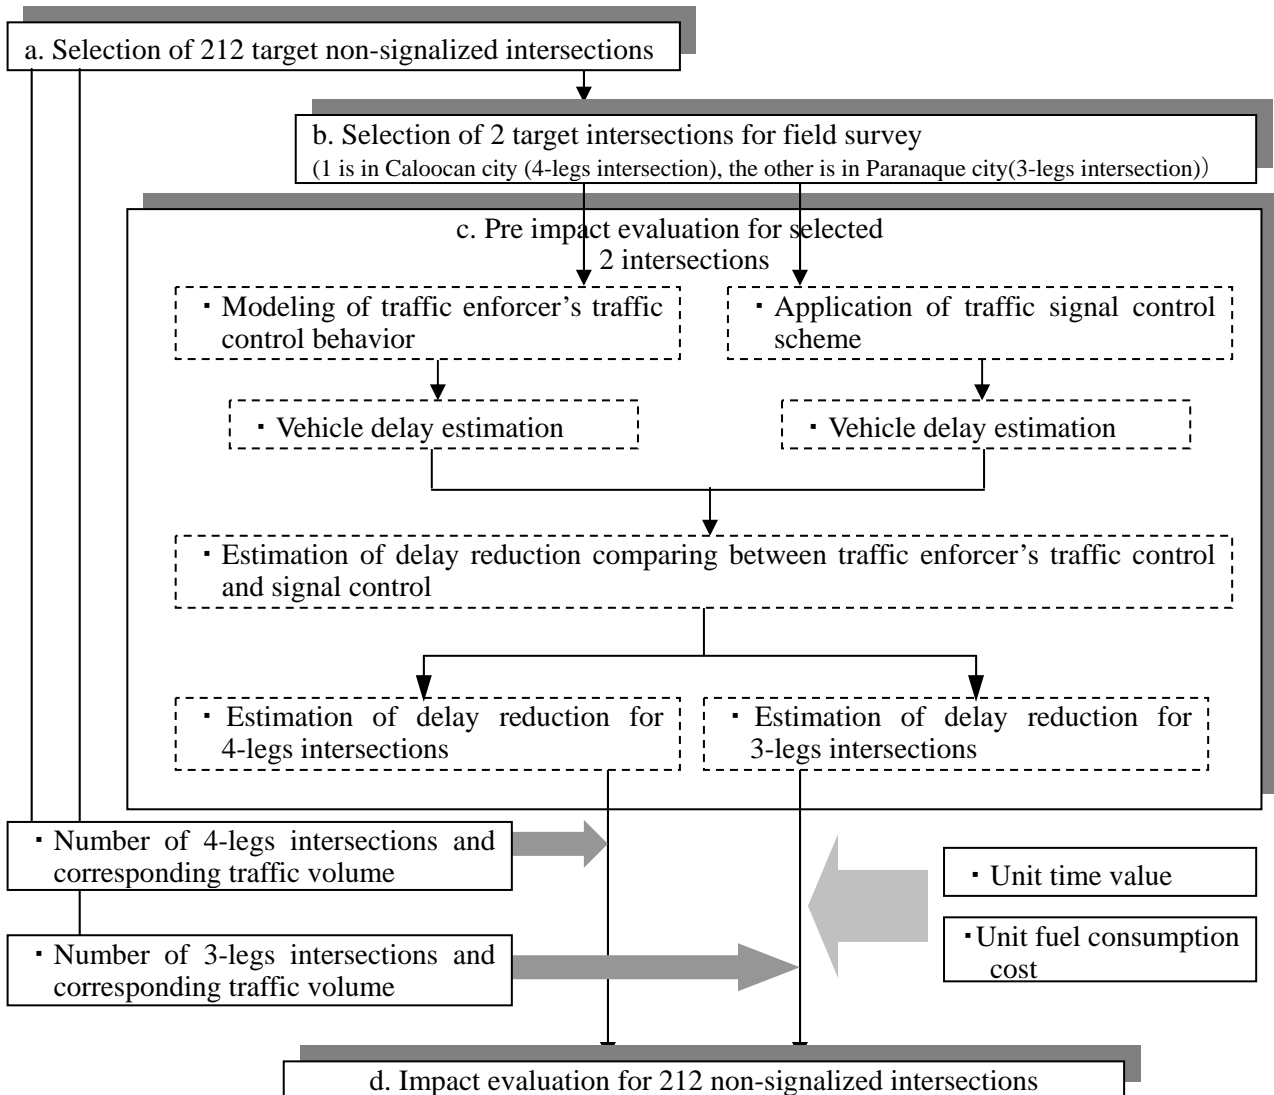 a. Selection of 212 target non-signalized intersections
b. Selection of 2 target intersections for field survey
(1 is in Caloocan city (4-legs intersection), the other is in Paranaque city(3-legs intersection)）
c. Pre impact evaluation for selected
2 intersections
･ Modeling of traffic enforcer’s traffic
control behavior
･ Application of traffic signal control
scheme
･ Vehicle delay estimation
･ Vehicle delay estimation
･ Estimation of delay reduction comparing between traffic enforcer’s traffic control
and signal control
･ Estimation of delay reduction for
4-legs intersections
･ Estimation of delay reduction for
3-legs intersections
･ Number of 4-legs intersections and
corresponding traffic volume
･ Unit time value
･ Number of 3-legs intersections and
corresponding traffic volume
･Unit fuel consumption
cost
d. Impact evaluation for 212 non-signalized intersections